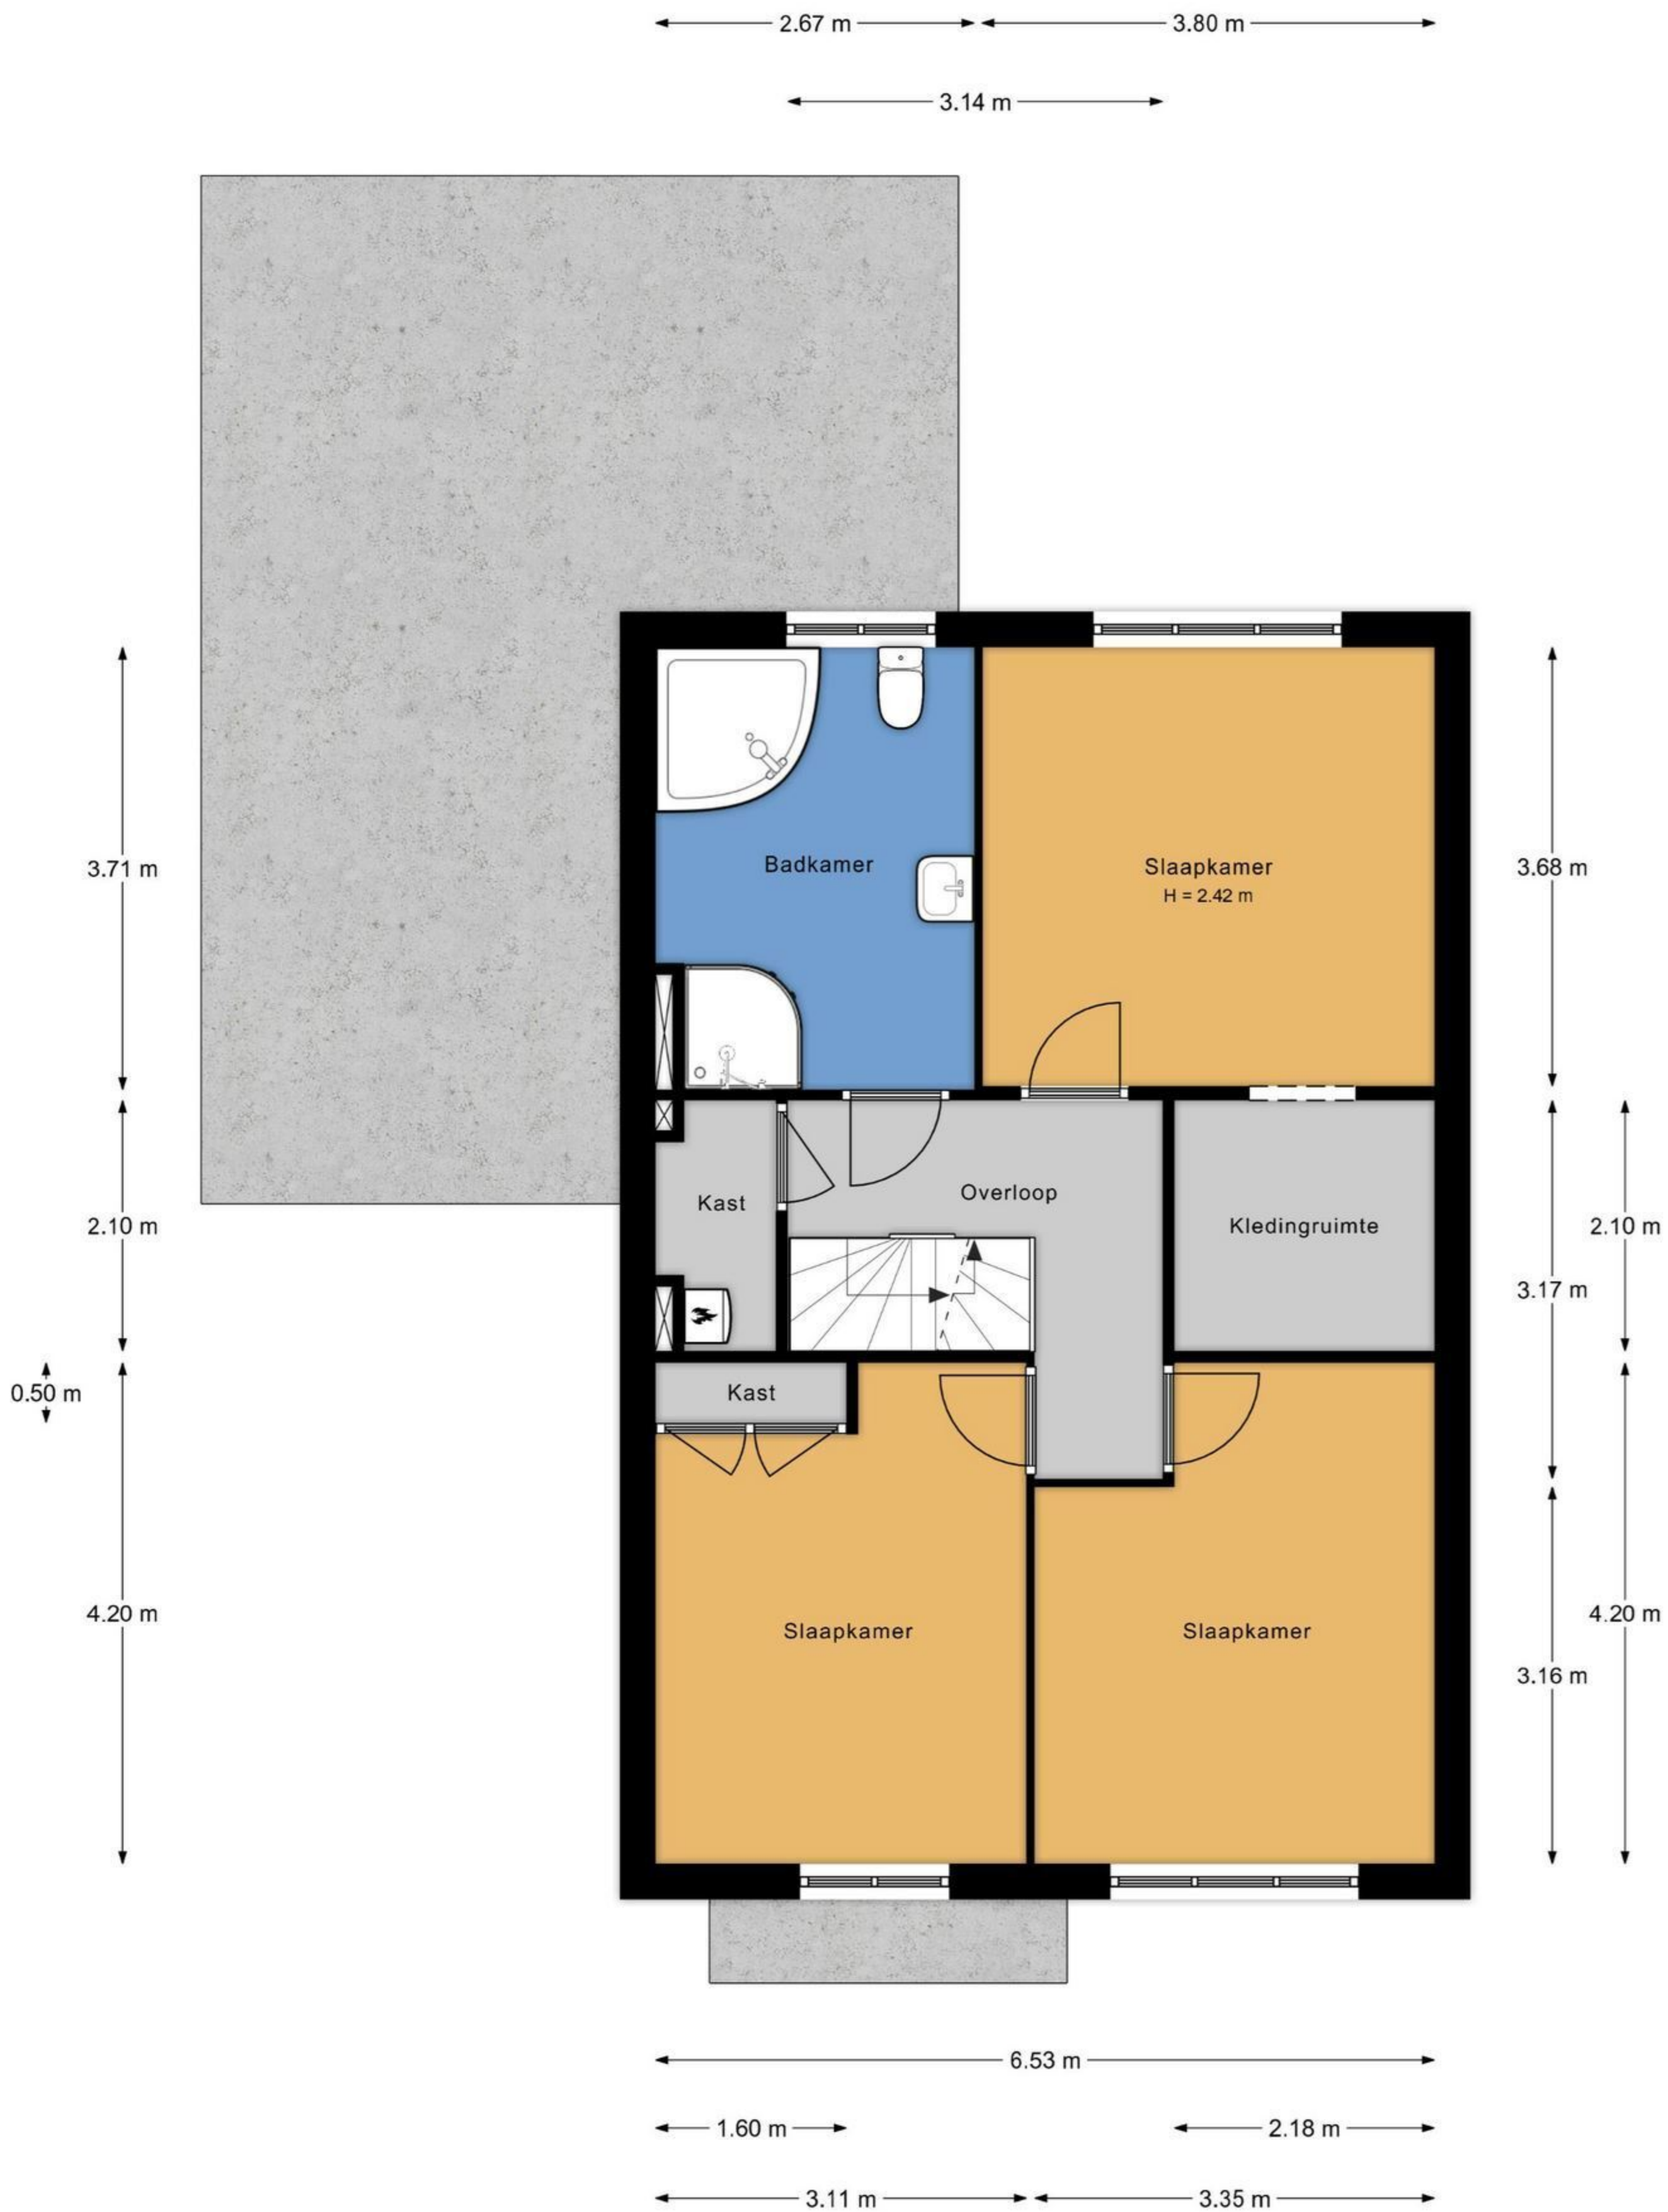 2.67 m
3.80 m
3.14 m
3.71 m
Badkamer
Slaapkamer
H = 2.42 m
3.68 m
Kast
Overloop
Kledingruimte
2.10 m
2.10 m
3.17 m
0.50 m
Kast
4.20 m
Slaapkamer
Slaapkamer
4.20 m
3.16 m
6.53 m
1.60 m
2.18 m
3.11 m
3.35 m